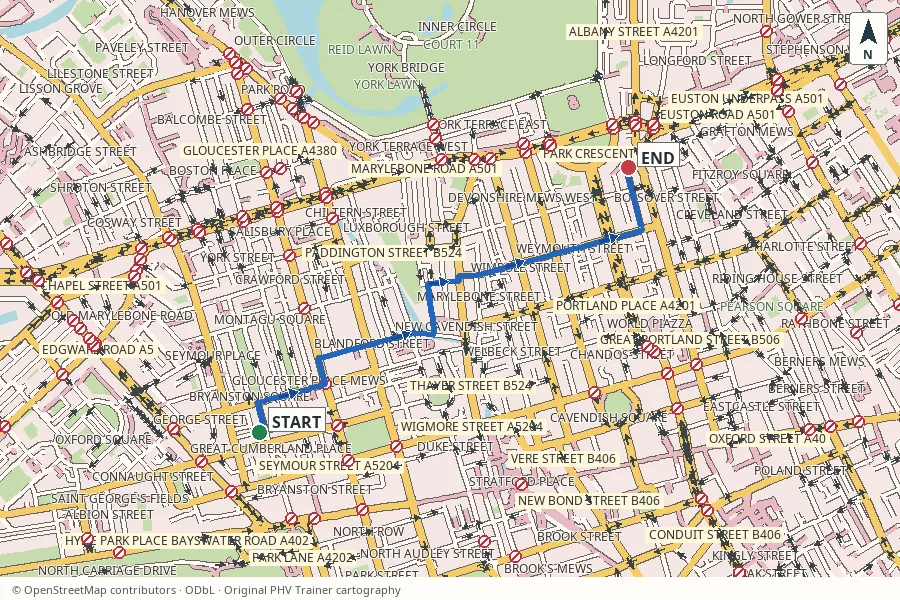 HANOVER MEWS
INNER CIRCLE
NORTH GOWER STRE
OUTER CIRCLE
ALBANY STREET A4201
PAVELEY STREET
REID LAWN
COURT 11
STEPHENSON W
N
LONGFORD STREET
LILESTONE STREET
YORK BRIDGE
LISSON GROVE
PARK ROAD
YORK LAWN
EUSTON UNDERPASS A501
BALCOMBE STREET
YORK TERRACE EAST
EUSTON ROAD A501
GRAFTON MEWS
ASHBRIDGE STREET
GLOUCESTER PLACE A4380
YORK TERRACE WEST
PARK CRESCENT
END
BOSTON PLACE
MARYLEBONE ROAD A501
FITZROY SQUARE
SHROTON STREET
DEVONSHIRE MEWS WEST
BOLSOVER STREET
COSWAY STREET
CHILTERN STREET
CLEVELAND STREET
SALISBURY PLACE
LUXBOROUGH STREET
WEYMOUTH STREET
CHARLOTTE STREET
YORK STREET
PADDINGTON STREET B524
WIMPOLE STREET
CHAPEL STREET A501
CRAWFORD STREET
RIDING HOUSE STREET
MARYLEBONE STREET
PORTLAND PLACE A4201
PEARSON SQUARE
OLD MARYLEBONE ROAD
MONTAGU SQUARE
NEW CAVENDISH STREET
WORLD PIAZZA
RATHBONE STREET
EDGWARE ROAD A5
SEYMOUR PLACE
BLANDFORD STREET
WELBECK STREET
CHANDOS STREET
GREAT PORTLAND STREET B506
BERNERS MEWS
GLOUCESTER PLACE MEWS
THAYER STREET B524
BERNERS STREET
BRYANSTON SQUARE
EASTCASTLE STREET
GEORGE STREET
START
WIGMORE STREET A5204
CAVENDISH SQUARE
OXFORD SQUARE
GREAT CUMBERLAND PLACE
DUKE STREET
OXFORD STREET A40
CONNAUGHT STREET
SEYMOUR STREET A5204
VERE STREET B406
POLAND STREET
BRYANSTON STREET
STRATFORD PLACE
SAINT GEORGE'S FIELDS
NEW BOND STREET B406
ALBION STREET
NORTH ROW
BROOK STREET
CONDUIT STREET B406
HYDE PARK PLACE BAYSWATER ROAD A402
PARK LANE A4202
NORTH AUDLEY STREET
KINGLY STREET
NORTH CARRIAGE DRIVE
PARK STREET
BROOK'S MEWS
OAK STREET
© OpenStreetMap contributors · ODbL · Original PHV Trainer cartography